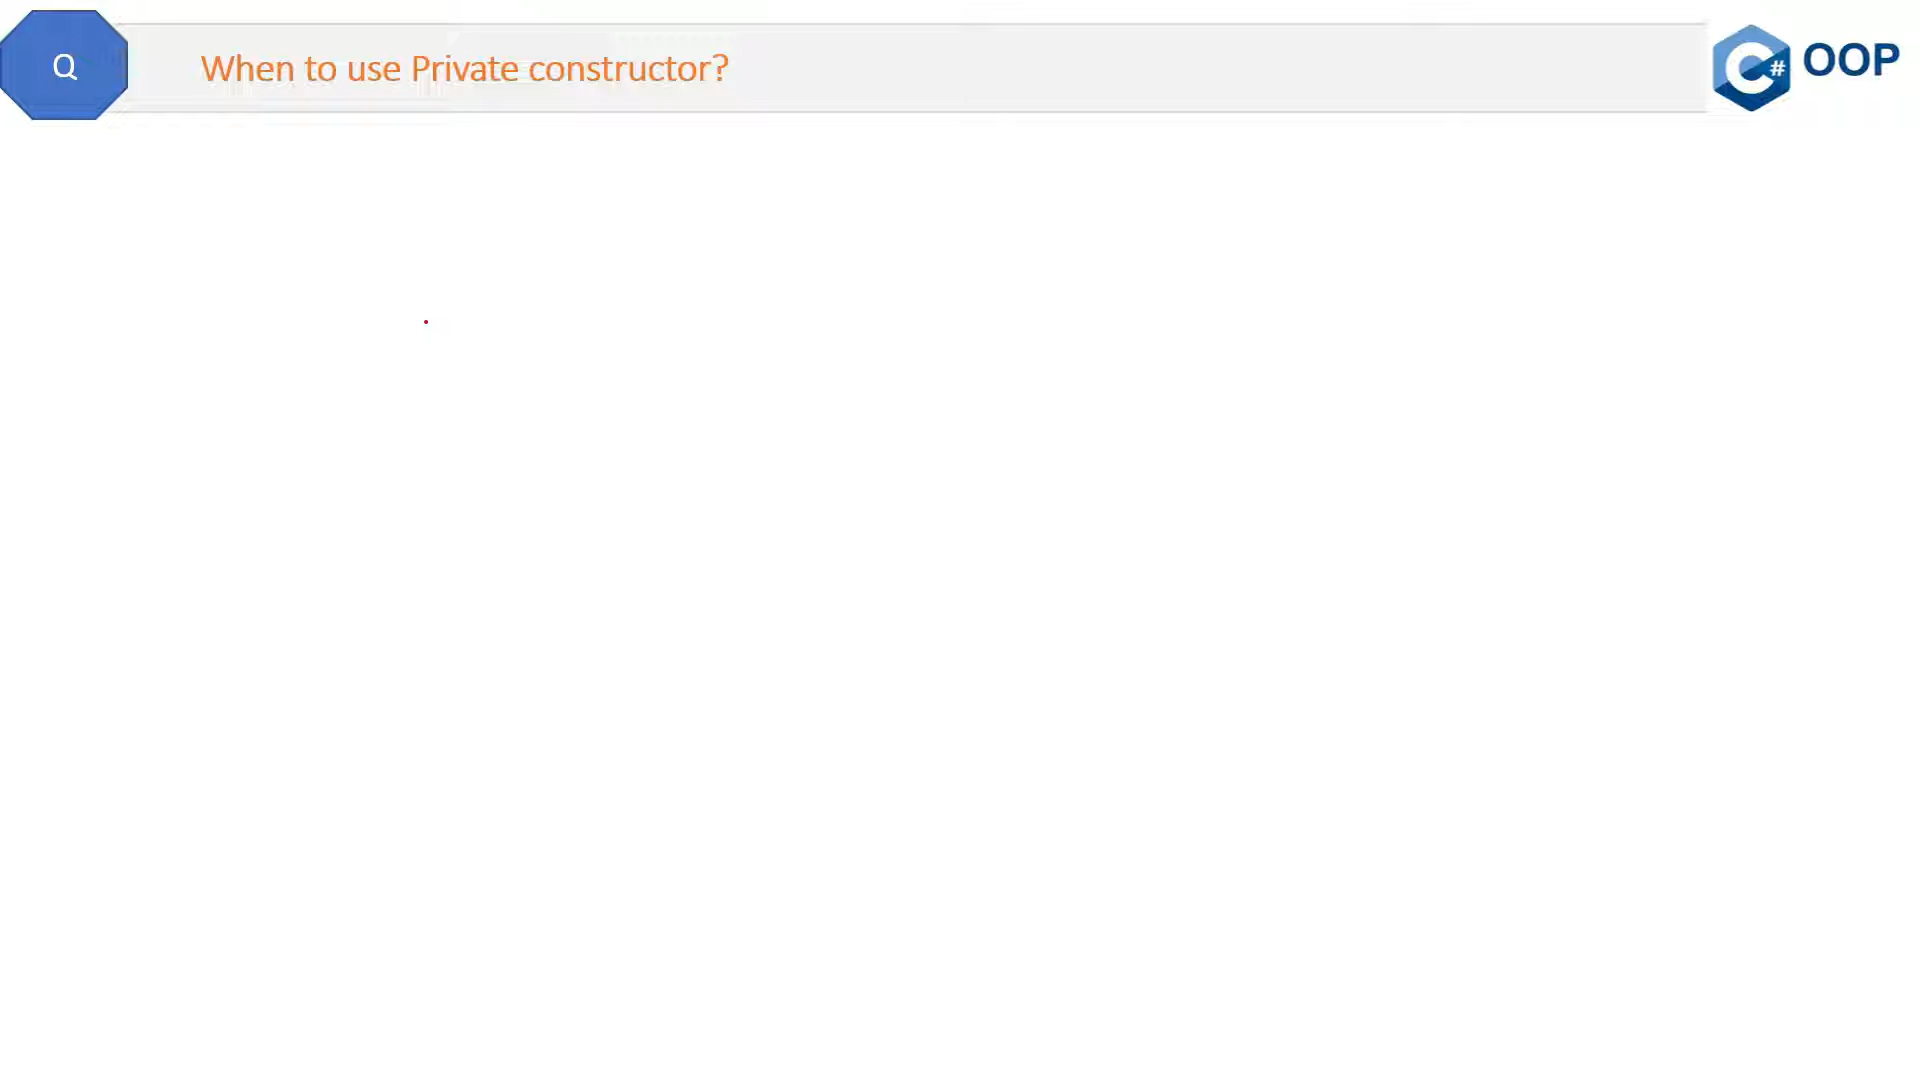 Q
When to use Private constructor?
C# OOP